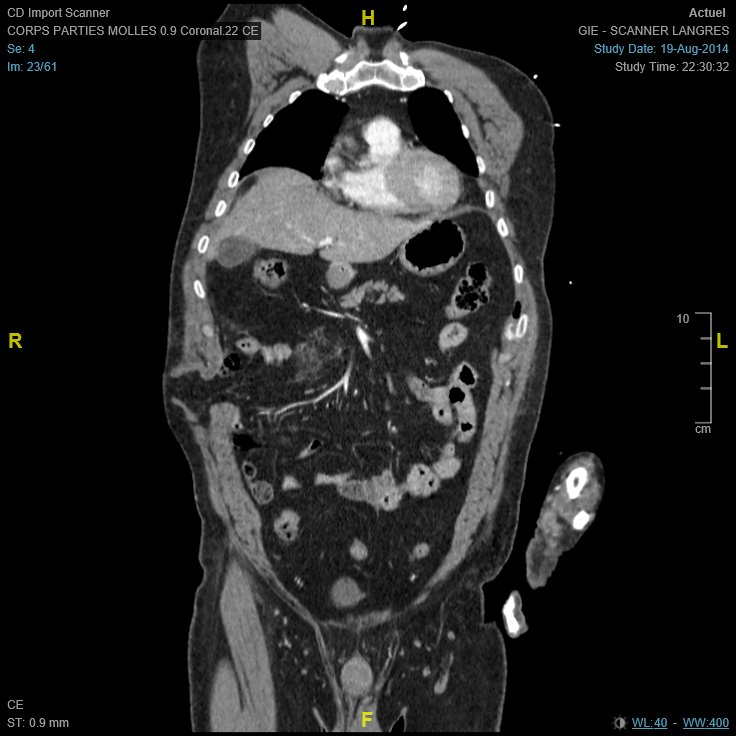 CD Import Scanner
CORPS PARTIES MOLLES 0.9 Coronal.22 CE
Se: 4
Im: 23/61
H
Actuel
GIE - SCANNER LANGRES
Study Date: 19-Aug-2014
Study Time: 22:30:32
R
10
L
cm
CE
ST: 0.9 mm
F
WL:40 - WW:400